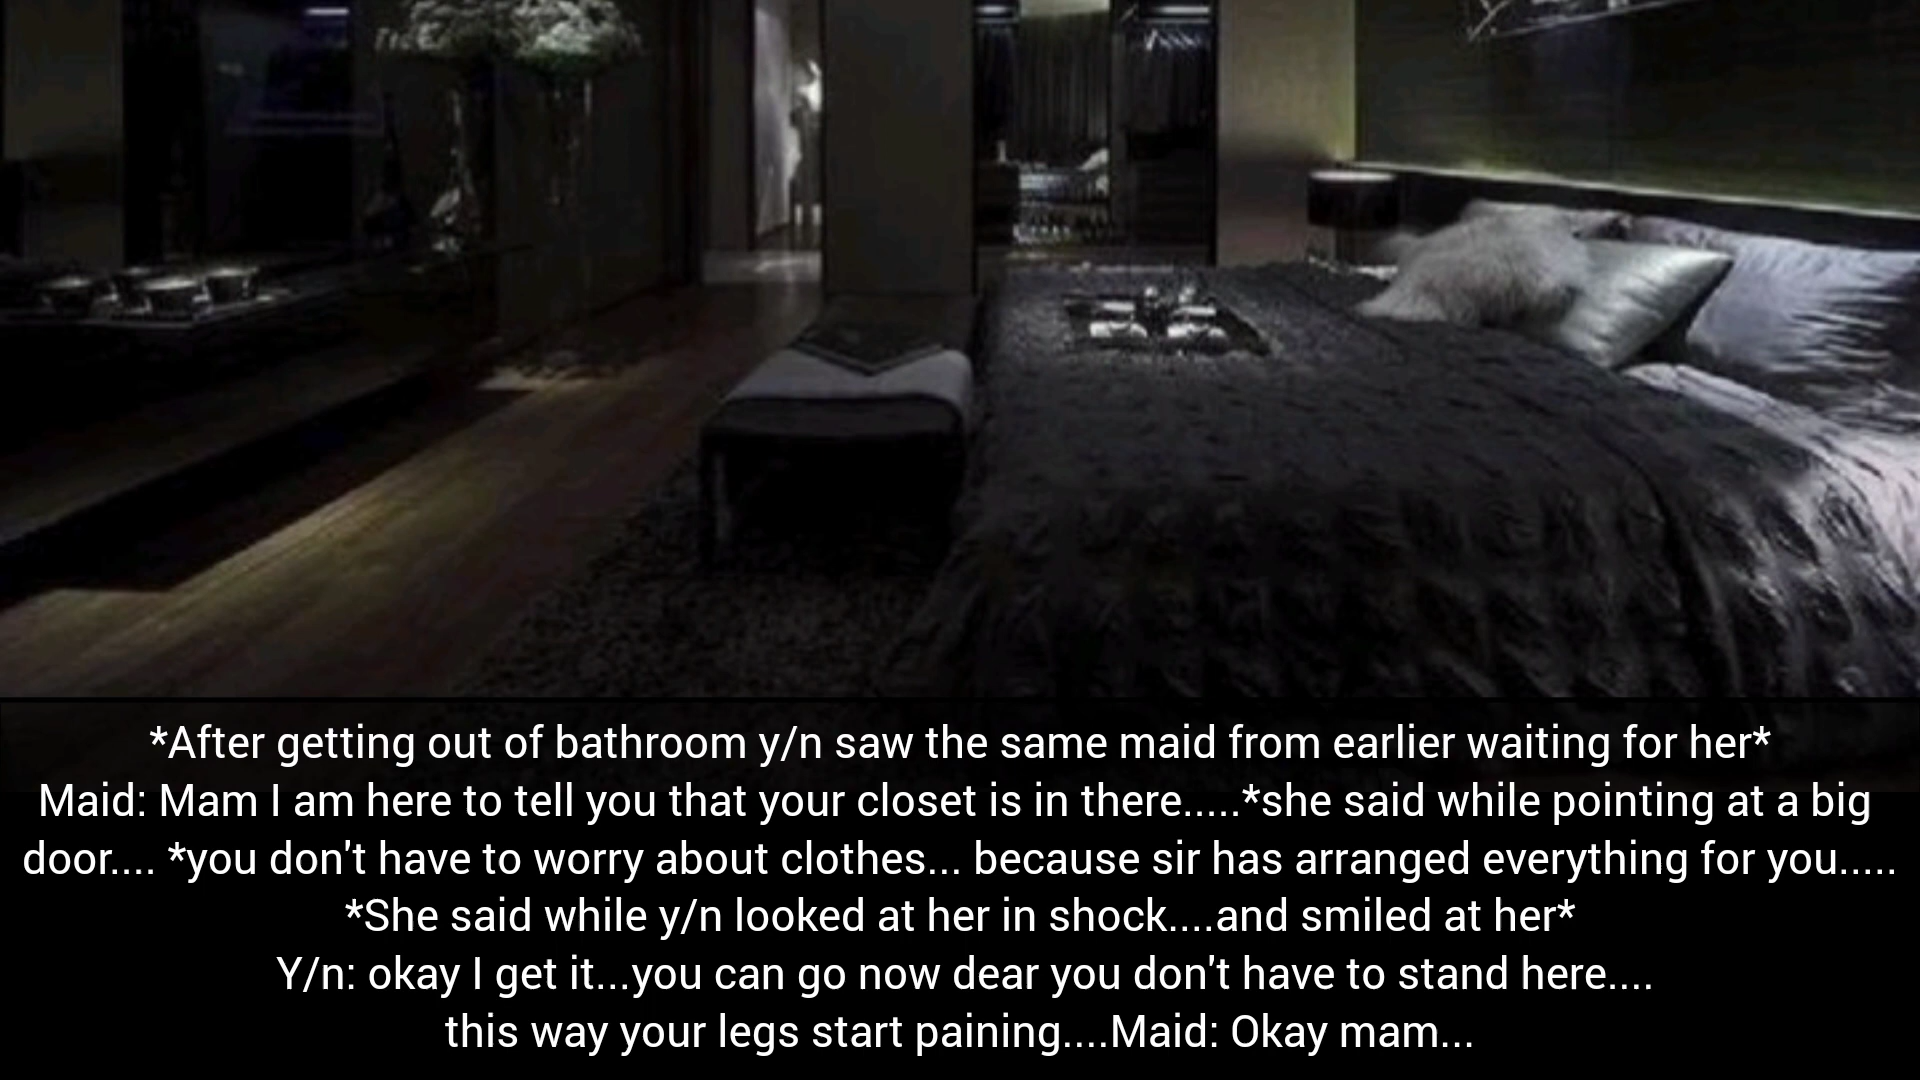 *After getting out of bathroom y/n saw the same maid from earlier waiting for her*
Maid: Mam I am here to tell you that your closet is in there.....*she said while pointing at a big
door.... *you don't have to worry about clothes... because sir has arranged everything for you.....
*She said while y/n looked at her in shock....and smiled at her*
Y/n: okay I get it...you can go now dear you don't have to stand here....
this way your legs start paining....Maid: Okay mam...